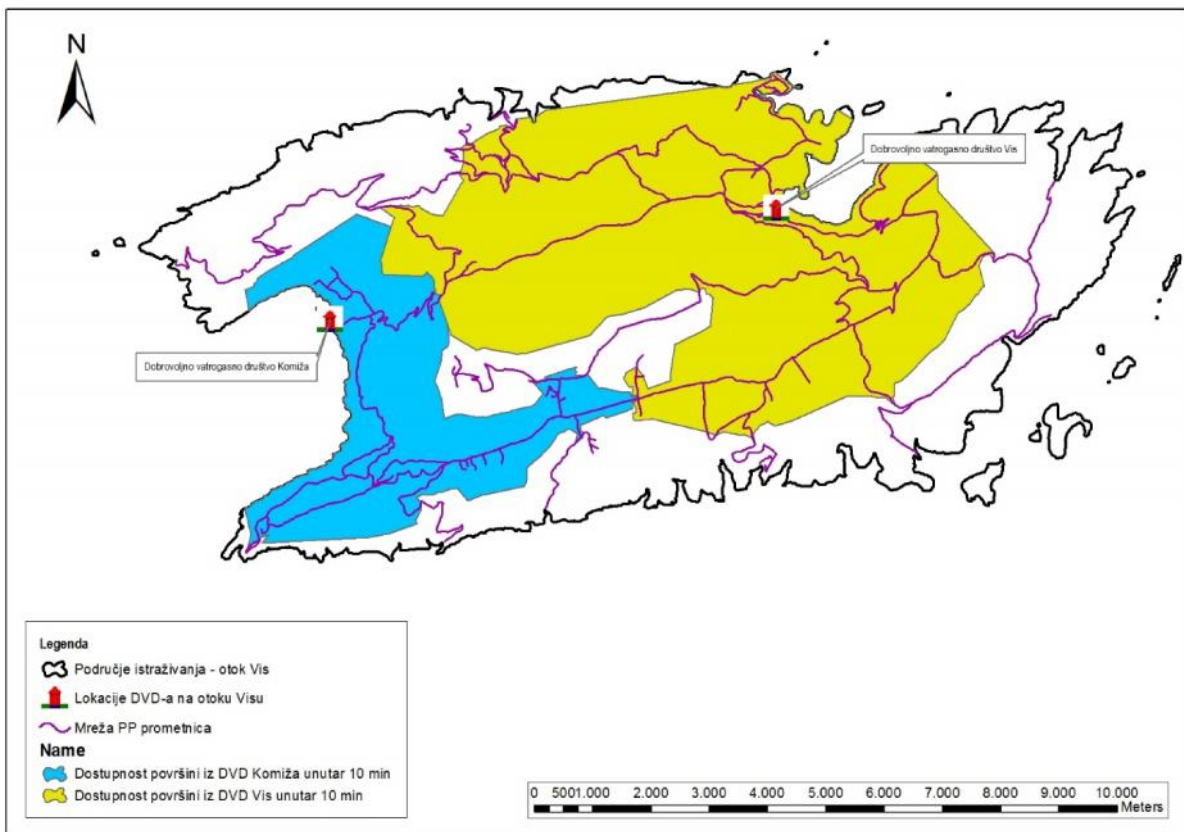 N
Dobrovoljno vatrogasno društvo Vis
Dobrovoljno vatrogasno društvo Komiža
Legenda
Područje istraživanja - otok Vis
Lokacije DVD-a na otoku Visu
Mreža PP prometnica
Name
Dostupnost površini iz DVD Komiža unutar 10 min
Dostupnost površini iz DVD Vis unutar 10 min
0 5001.000 2.000 3.000 4.000 5.000 6.000 7.000 8.000 9.000 10.000
Meters